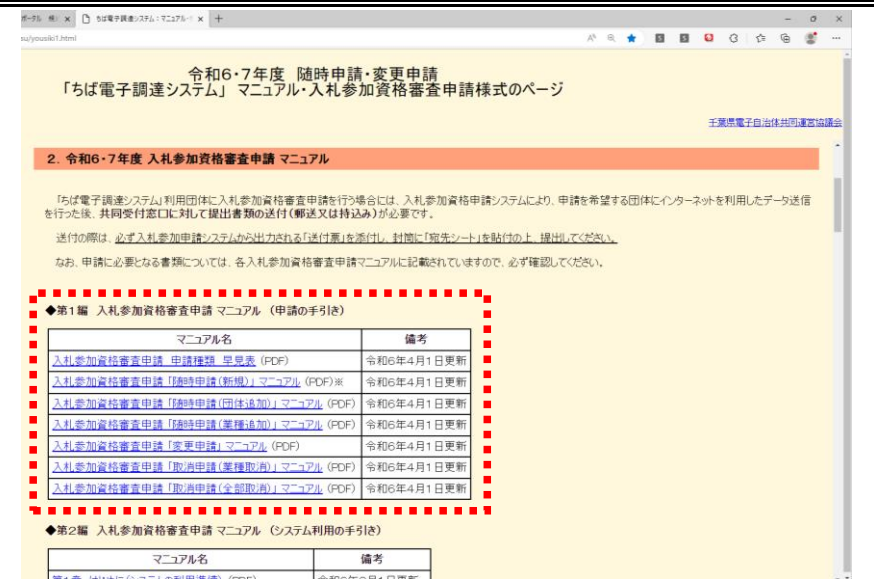 ちば電子調達システム:マニュアル・
su/yousiki1.html
令和6・7年度 随時申請・変更申請
「ちば電子調達システム」 マニュアル・入札参加資格審査申請様式のページ
千葉県電子自治体共同運営協議会
2. 令和6・7年度 入札参加資格審査申請 マニュアル
「ちば電子調達システム」利用団体に入札参加資格審査申請を行う場合には、入札参加資格申請システムにより、申請を希望する団体にインターネットを利用したデータ送信
を行った後、共同受付窓口に対して提出書類の送付(郵送又は持込み)が必要です。
送付の際は、必ず入札参加申請システムから出力される「送付票」を添付し、封筒に「宛先シート」を貼付の上、提出してください。
なお、申請に必要となる書類については、各入札参加資格審査申請マニュアルに記載されていますので、必ず確認してください。
◆第1編 入札参加資格審査申請 マニュアル (申請の手引き)
マニュアル名 備考
入札参加資格審査申請 申請種類 早見表 (PDF) 令和6年4月1日更新
入札参加資格審査申請「随時申請(新規)」マニュアル (PDF)※ 令和6年4月1日更新
入札参加資格審査申請「随時申請(団体追加)」マニュアル (PDF) 令和6年4月1日更新
入札参加資格審査申請「随時申請(業種追加)」マニュアル (PDF) 令和6年4月1日更新
入札参加資格審査申請「変更申請」マニュアル (PDF) 令和6年4月1日更新
入札参加資格審査申請「取消申請(業種取消)」マニュアル (PDF) 令和6年4月1日更新
入札参加資格審査申請「取消申請(全部取消)」マニュアル (PDF) 令和6年4月1日更新
◆第2編 入札参加資格審査申請 マニュアル (システム利用の手引き)
マニュアル名 備考